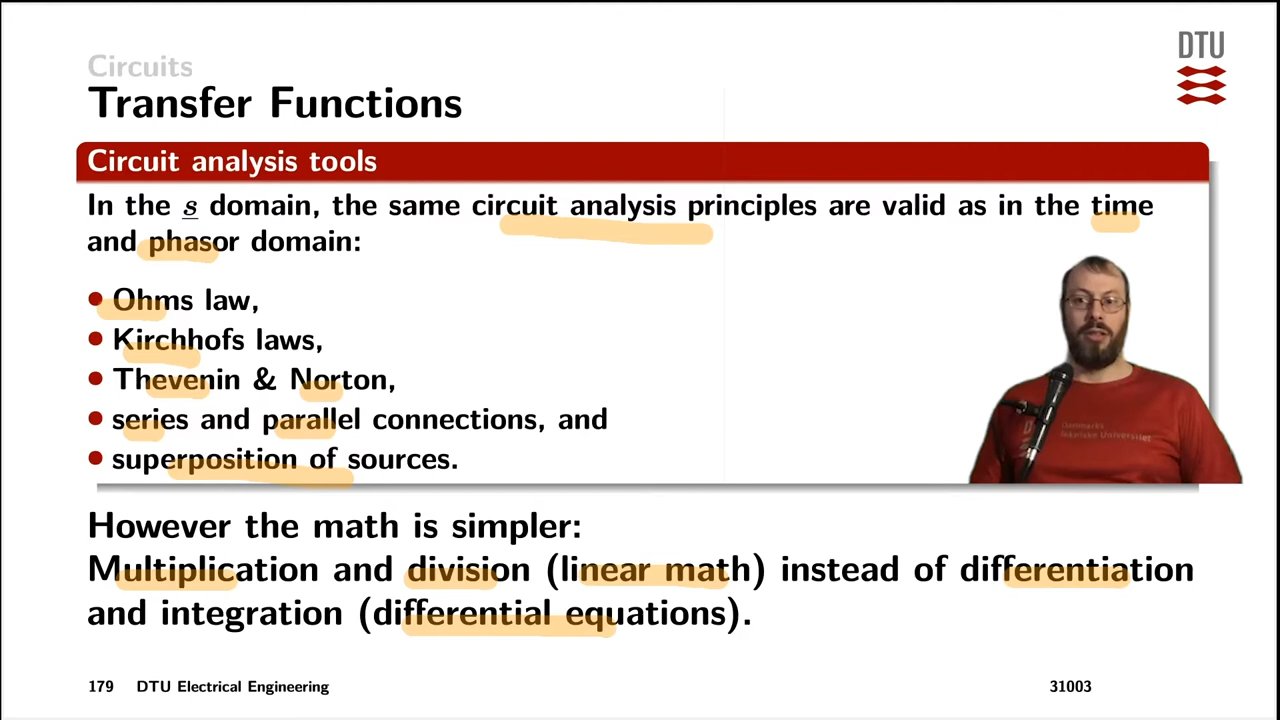 Circuits
DTU
Transfer Functions
Circuit analysis tools
In the s domain, the same circuit analysis principles are valid as in the time
and phasor domain:
• Ohms law,
• Kirchhofs laws,
• Thevenin & Norton,
• series and parallel connections, and
• superposition of sources.
Danmarks
Tekniske Universitet
However the math is simpler:
Multiplication and division (linear math) instead of differentiation
and integration (differential equations).
179 DTU Electrical Engineering 31003